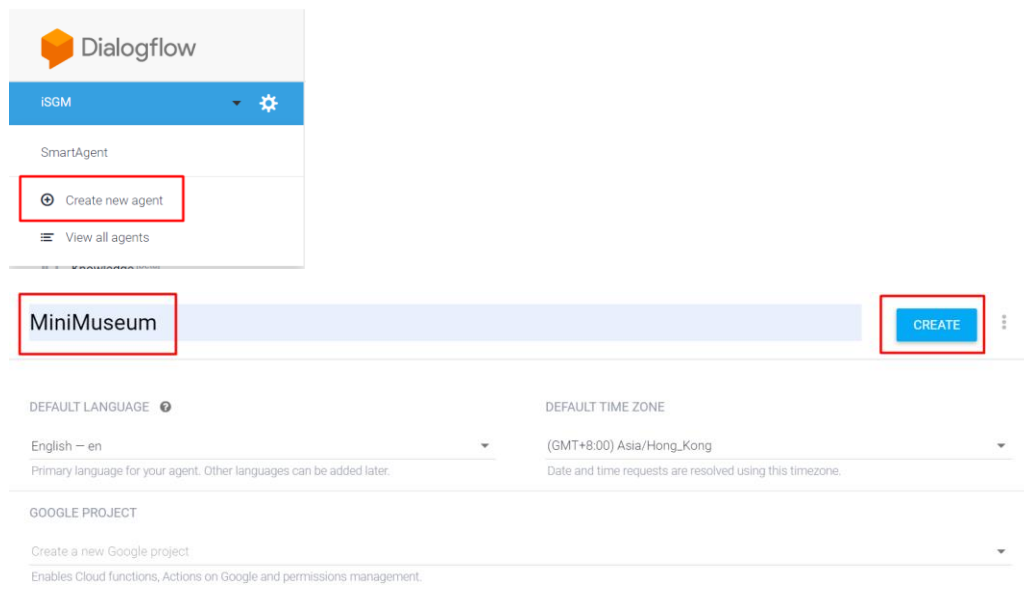 Dialogflow
iSGM
SmartAgent
Create new agent
View all agents
Knowledge
MiniMuseum
CREATE
DEFAULT LANGUAGE
DEFAULT TIME ZONE
English — en
(GMT+8:00) Asia/Hong_Kong
Primary language for your agent. Other languages can be added later.
Date and time requests are resolved using this timezone.
GOOGLE PROJECT
Create a new Google project
Enables Cloud functions, Actions on Google and permissions management.